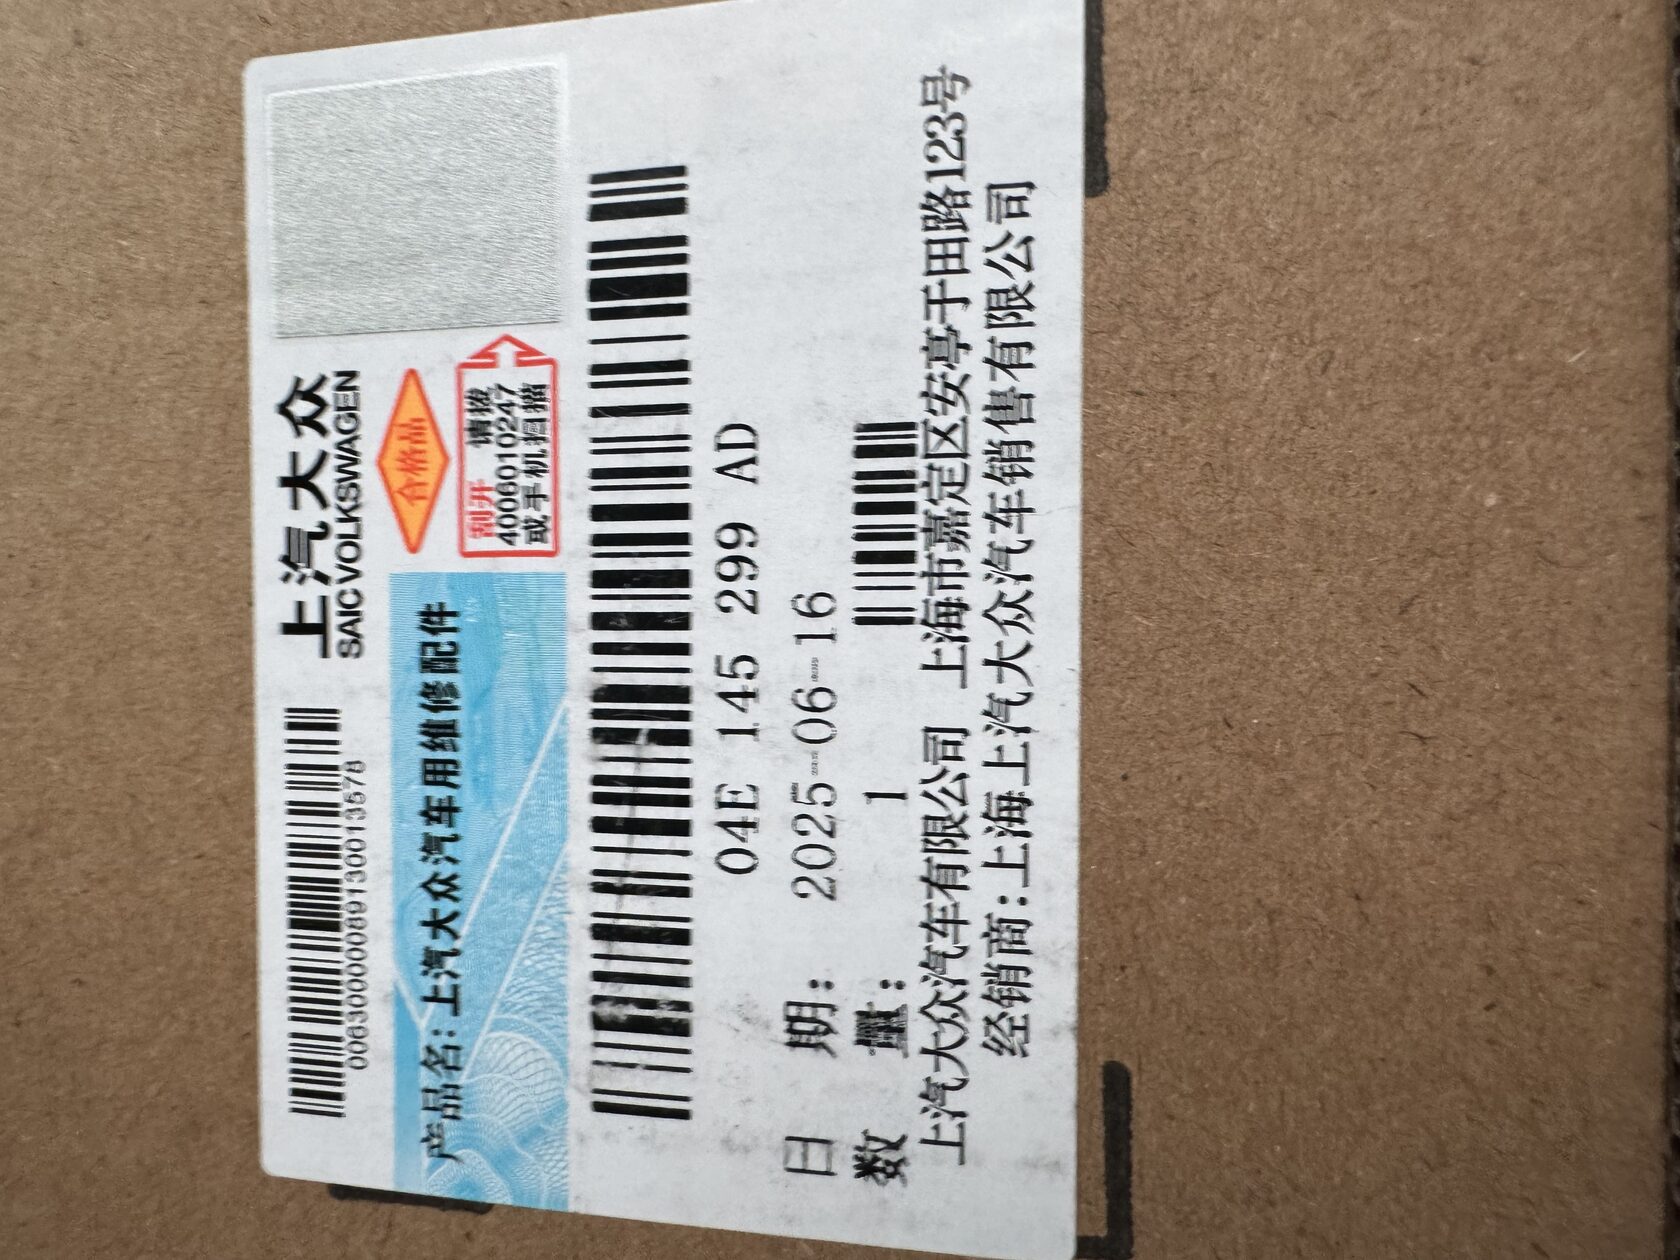 上汽大众
SAIC VOLKSWAGEN
00630000089130013578
合格品
产品名:上汽大众汽车用维修配件
刮开 请拨
4006010247
或手机扫描
04E 145 299 AD
日 期: 2025-06-16
数 量: 1
上汽大众汽车有限公司 上海市嘉定区安亭于田路123号
经销商:上海上汽大众汽车销售有限公司